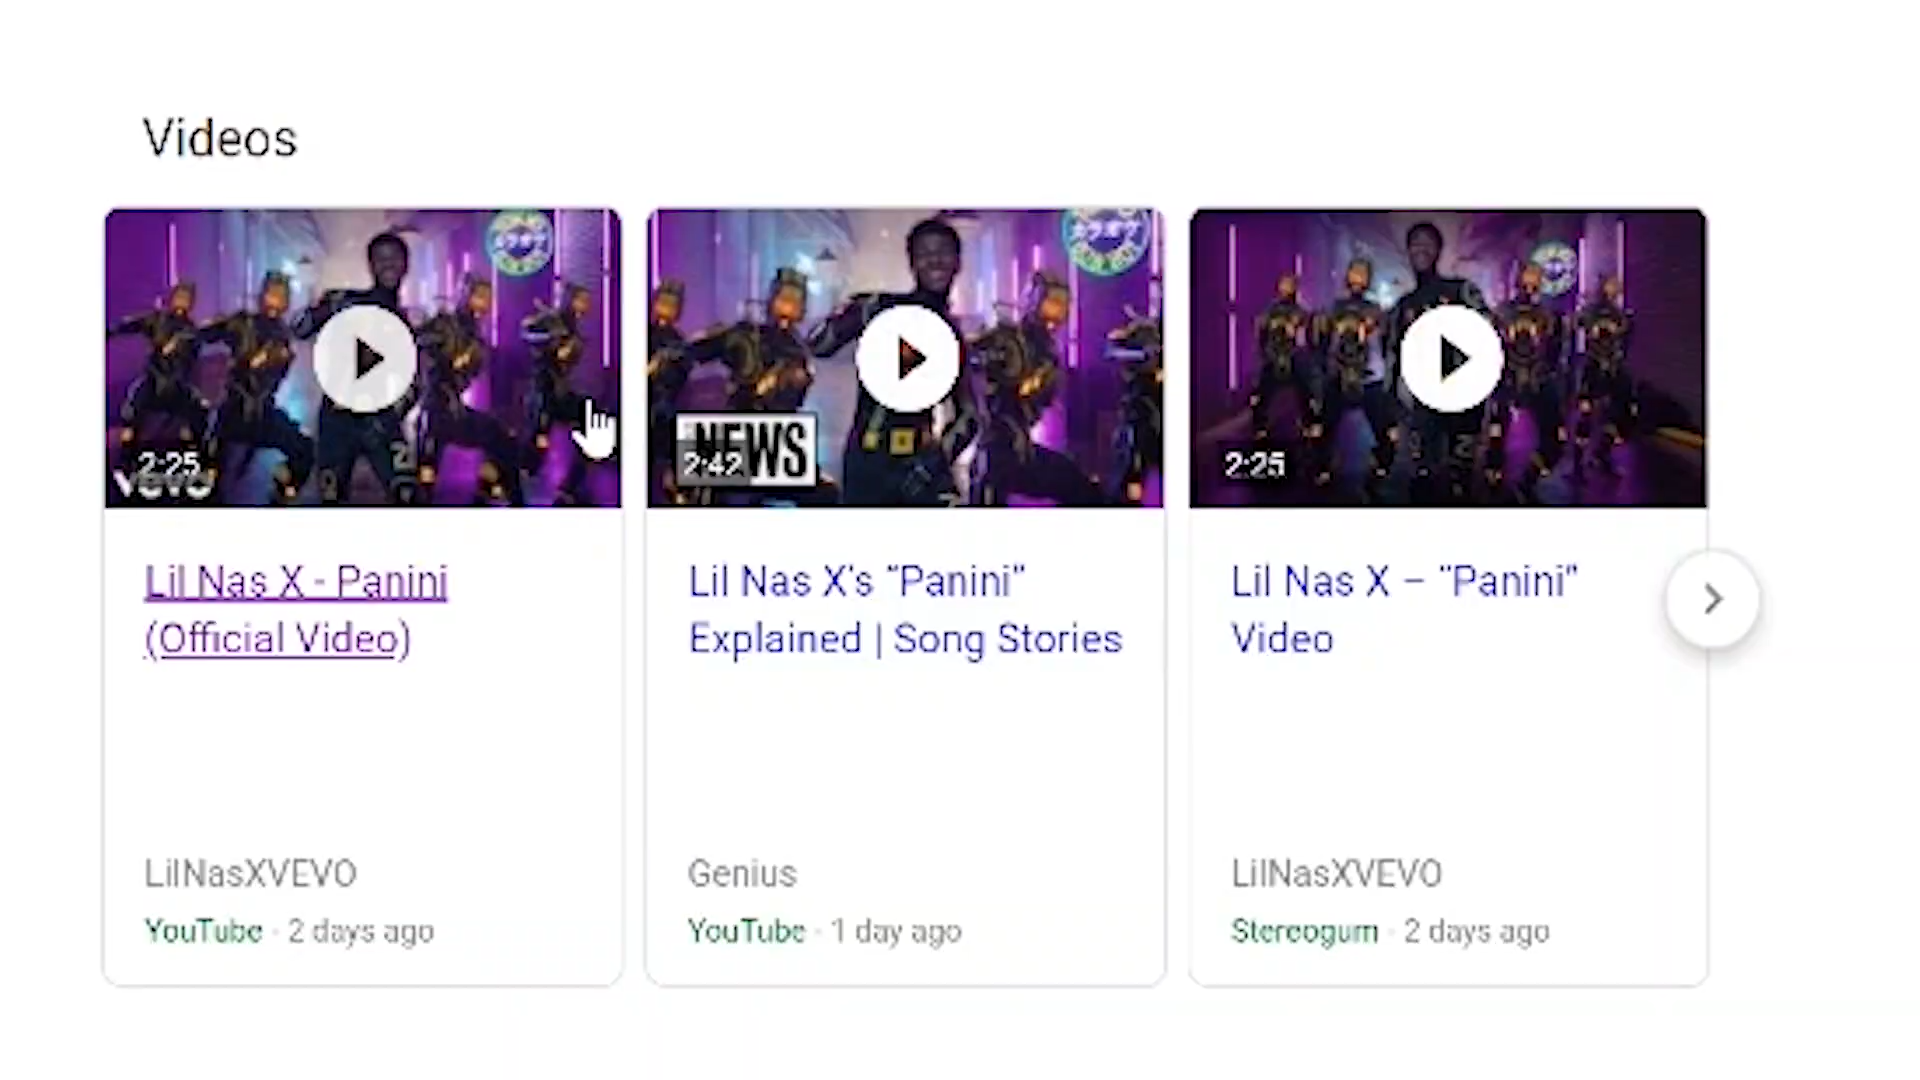 Videos
2:25
vevo
NEWS
2:42
2:25
Lil Nas X - Panini
(Official Video)
Lil Nas X's "Panini"
Explained | Song Stories
Lil Nas X – "Panini"
Video
LilNasXVEVO
YouTube · 2 days ago
Genius
YouTube · 1 day ago
LilNasXVEVO
Stereogum · 2 days ago